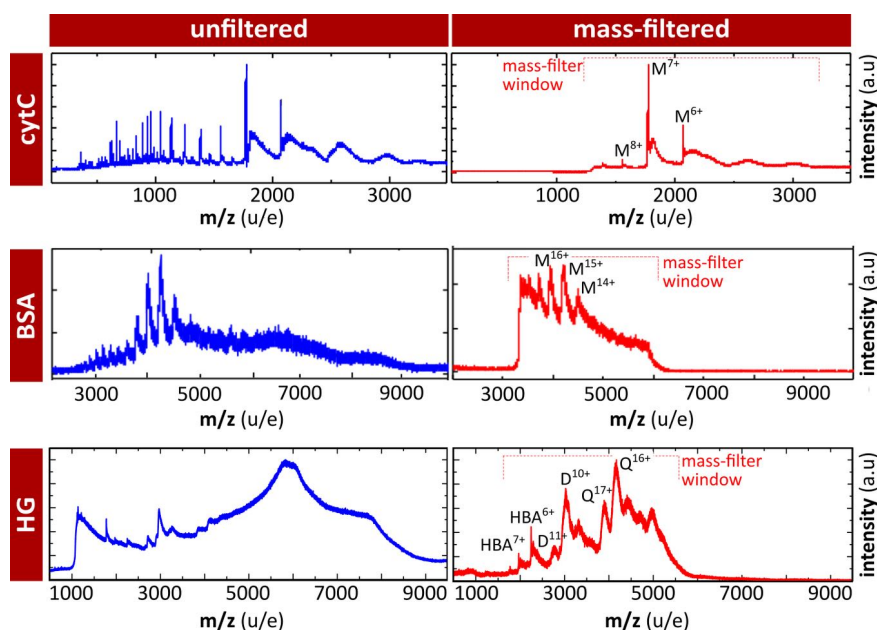 unfiltered
mass-filtered
cytC
mass-filter
window
M⁷⁺
M⁶⁺
M⁸⁺
intensity (a.u)
1000 2000 3000
1000 2000 3000
m/z (u/e)
m/z (u/e)
BSA
M¹⁶⁺
M¹⁵⁺
M¹⁴⁺
mass-filter
window
intensity (a.u)
3000 5000 7000 9000
3000 5000 7000 9000
m/z (u/e)
m/z (u/e)
HG
HBA⁷⁺
HBA⁶⁺
D¹¹⁺
D¹⁰⁺
Q¹⁷⁺
Q¹⁶⁺
mass-filter
window
intensity (a.u)
1000 3000 5000 7000 9000
1000 3000 5000 7000 9000
m/z (u/e)
m/z (u/e)